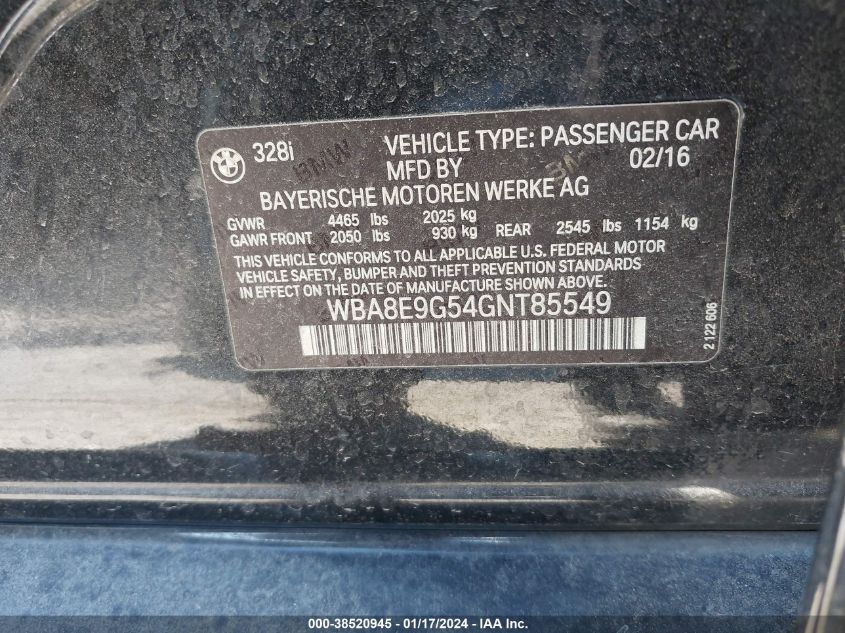 328i VEHICLE TYPE: PASSENGER CAR
MFD BY 02/16
BAYERISCHE MOTOREN WERKE AG
GVWR 4465 lbs 2025 kg
GAWR FRONT 2050 lbs 930 kg REAR 2545 lbs 1154 kg
THIS VEHICLE CONFORMS TO ALL APPLICABLE U.S. FEDERAL MOTOR
VEHICLE SAFETY, BUMPER AND THEFT PREVENTION STANDARDS
IN EFFECT ON THE DATE OF MANUFACTURE SHOWN ABOVE.
WBA8E9G54GNT85549
2 122 606
000-38520945 - 01/17/2024 - IAA Inc.